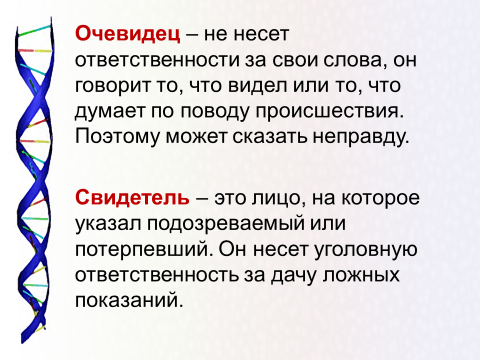 Очевидец – не несет
ответственности за свои слова, он
говорит то, что видел или то, что
думает по поводу происшествия.
Поэтому может сказать неправду.
Свидетель – это лицо, на которое
указал подозреваемый или
потерпевший. Он несет уголовную
ответственность за дачу ложных
показаний.